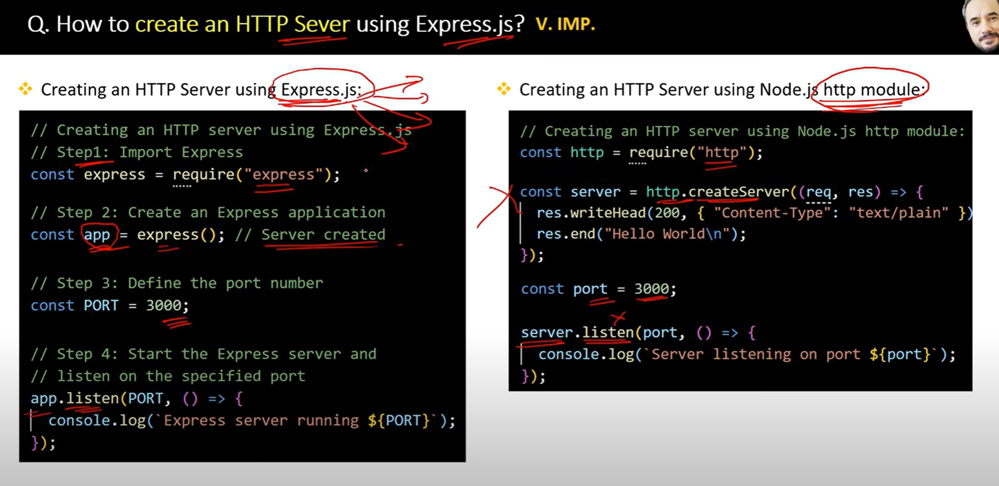 Q. How to create an HTTP Sever using Express.js? V. IMP.
Creating an HTTP Server using Express.js:
// Creating an HTTP server using Express.js
// Step1: Import Express
const express = require("express");
// Step 2: Create an Express application
const app = express(); // Server created
// Step 3: Define the port number
const PORT = 3000;
// Step 4: Start the Express server and
// listen on the specified port
app.listen(PORT, () => {
console.log(`Express server running ${PORT}`);
});
Creating an HTTP Server using Node.js http module:
// Creating an HTTP server using Node.js http module:
const http = require("http");
const server = http.createServer((req, res) => {
res.writeHead(200, { "Content-Type": "text/plain" })
res.end("Hello World\n");
});
const port = 3000;
server.listen(port, () => {
console.log(`Server listening on port ${port}`);
});